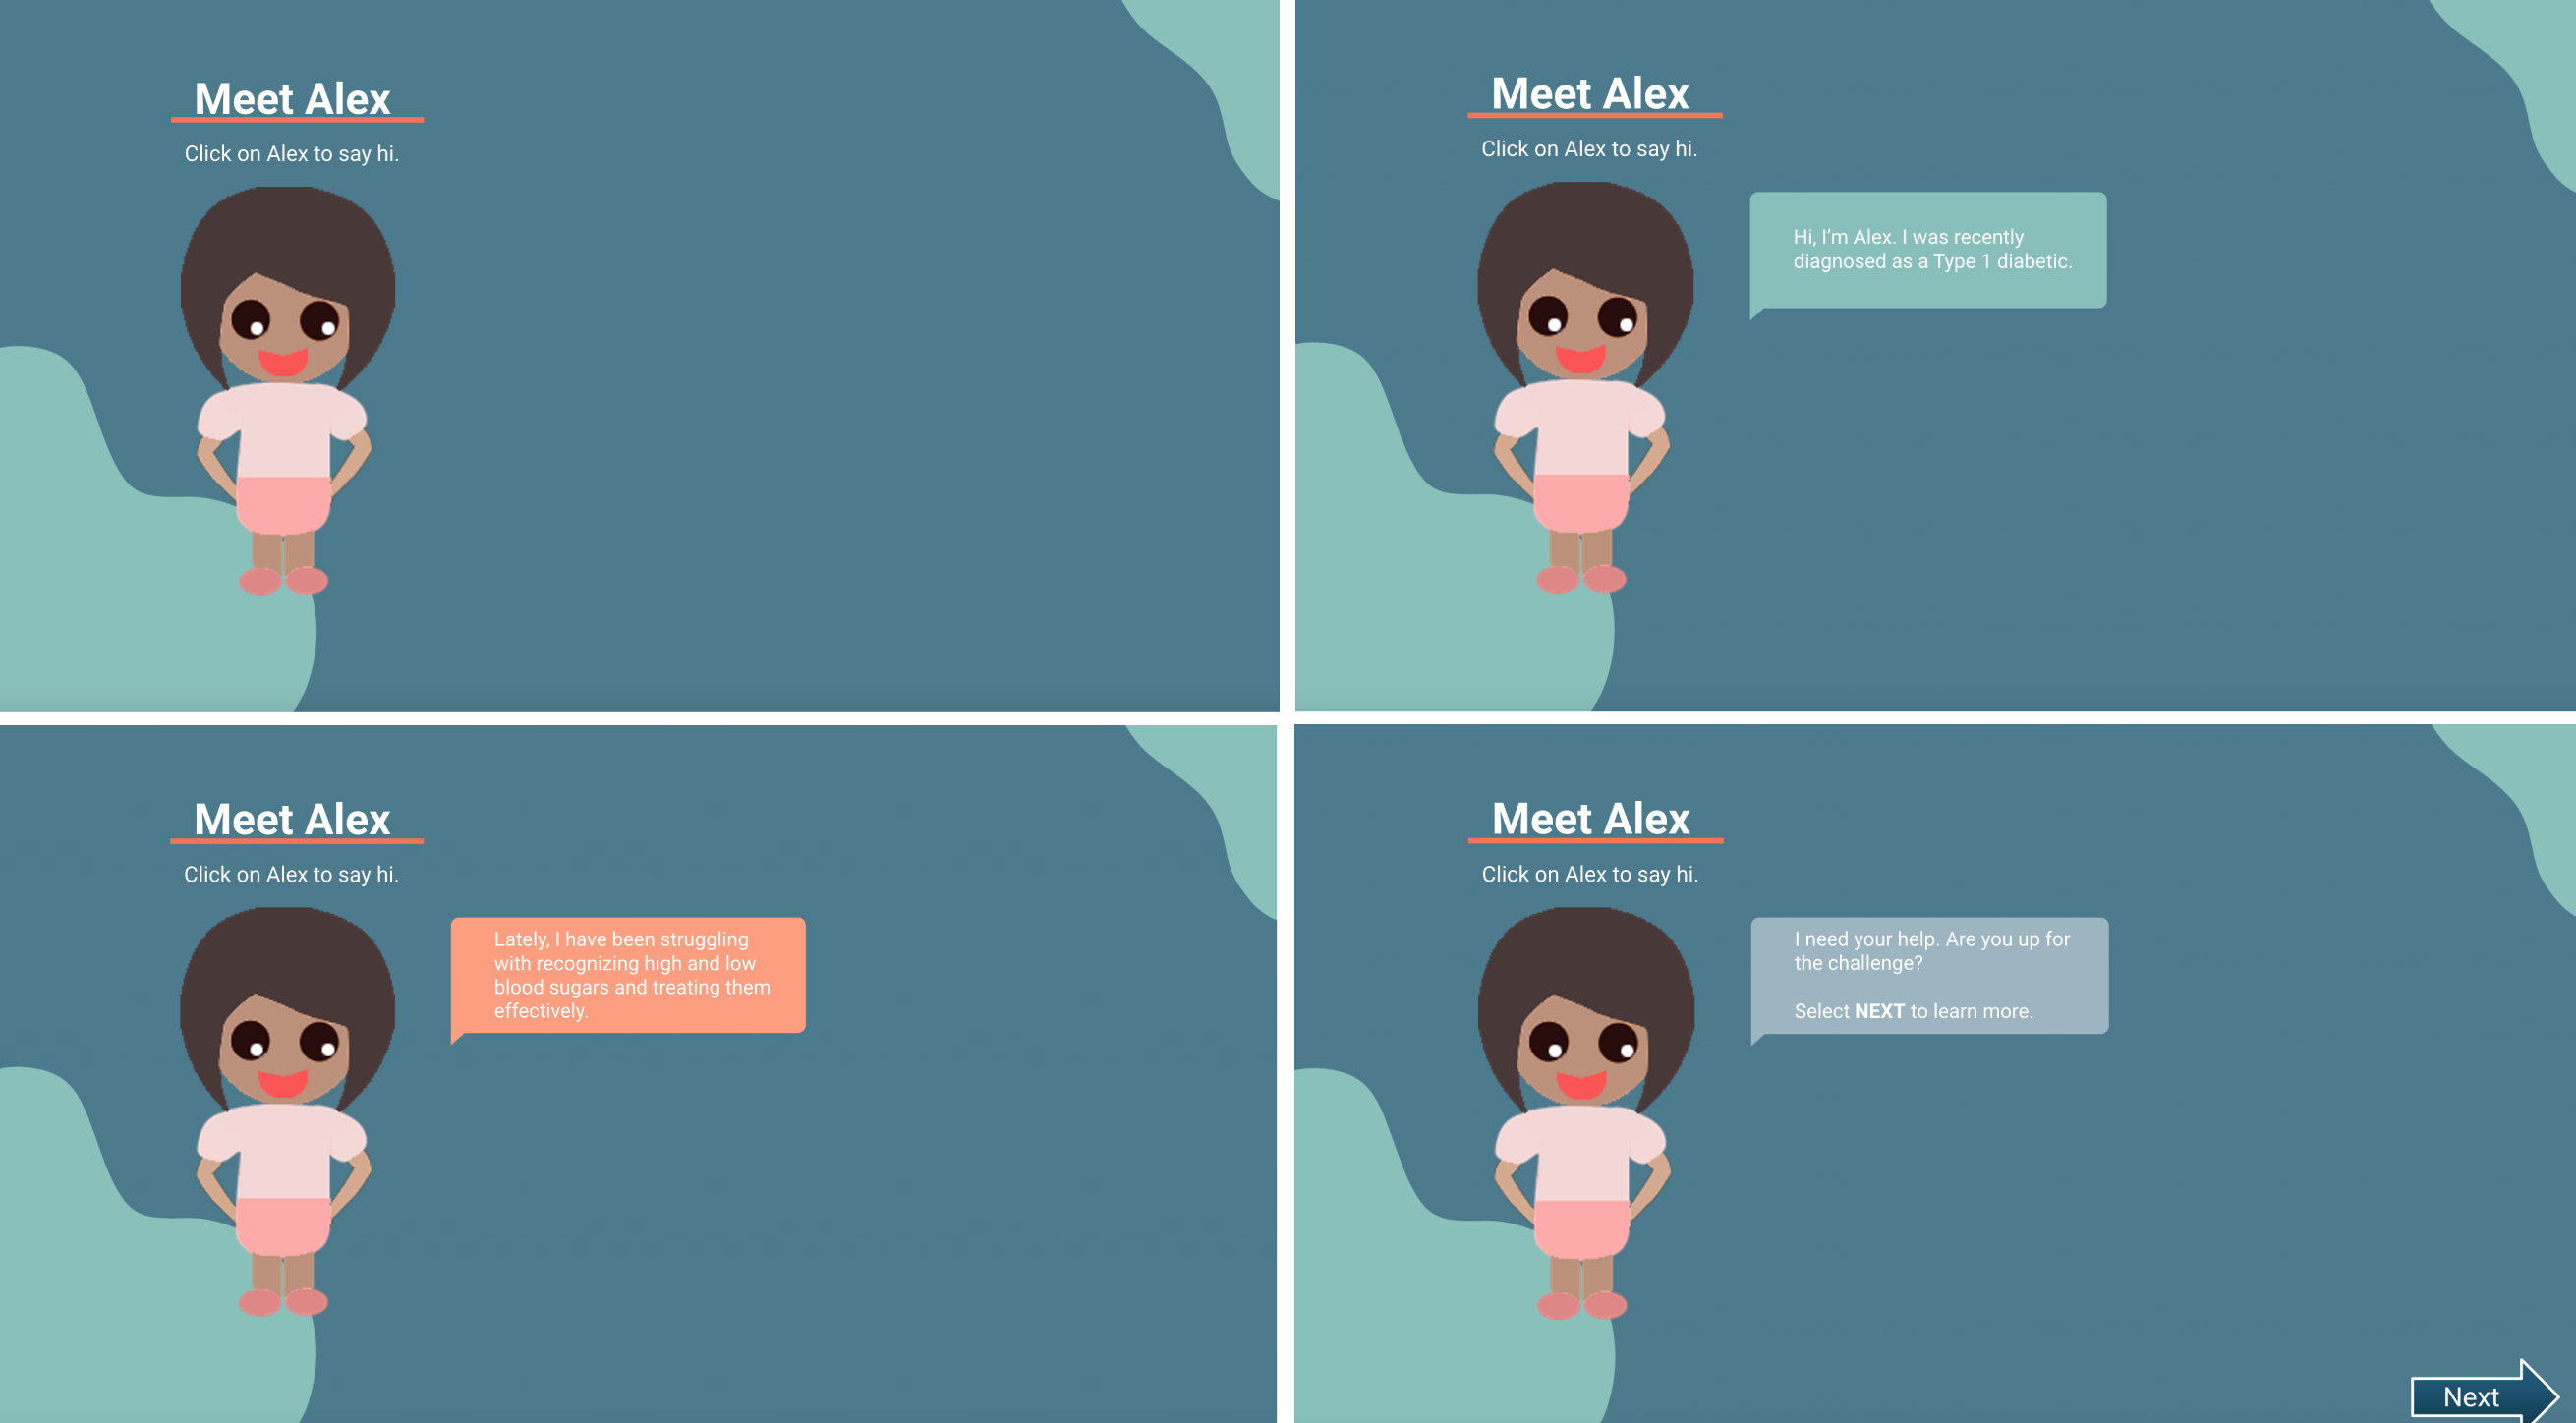 Meet Alex
Click on Alex to say hi.
Meet Alex
Click on Alex to say hi.
Hi, I’m Alex. I was recently
diagnosed as a Type 1 diabetic.
Meet Alex
Click on Alex to say hi.
Lately, I have been struggling
with recognizing high and low
blood sugars and treating them
effectively.
Meet Alex
Click on Alex to say hi.
I need your help. Are you up for
the challenge?
Select NEXT to learn more.
Next